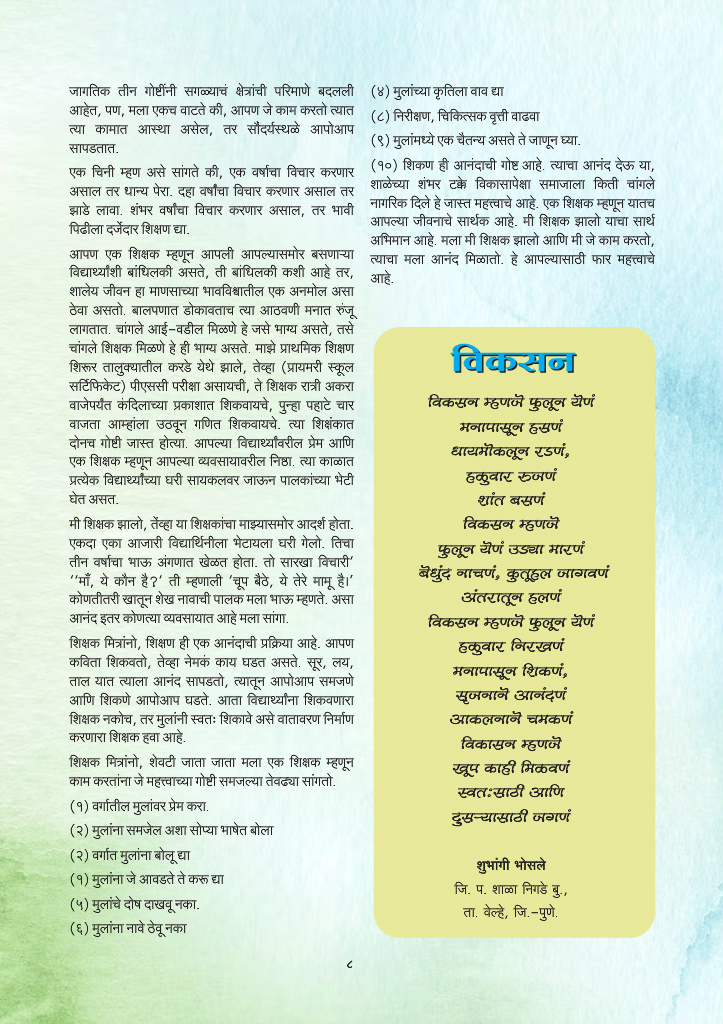 जागतिक तीन गोष्टींनी सगळ्याचं क्षेत्रांची परिमाणे बदलली
आहेत, पण, मला एकच वाटते की, आपण जे काम करतो त्यात
त्या कामात आस्था असेल, तर सौंदर्यस्थळे आपोआप
सापडतात.
एक चिनी म्हण असे सांगते की, एक वर्षाचा विचार करणार
असाल तर धान्य पेरा. दहा वर्षांचा विचार करणार असाल तर
झाडे लावा. शंभर वर्षांचा विचार करणार असाल, तर भावी
पिढीला दर्जेदार शिक्षण द्या.
आपण एक शिक्षक म्हणून आपली आपल्यासमोर बसणाऱ्या
विद्यार्थ्यांशी बांधिलकी असते, ती बांधिलकी कशी आहे तर,
शालेय जीवन हा माणसाच्या भावविश्वातील एक अनमोल असा
ठेवा असतो. बालपणात डोकावताच त्या आठवणी मनात रुंजू
लागतात. चांगले आई-वडील मिळणे हे जसे भाग्य असते, तसे
चांगले शिक्षक मिळणे हे ही भाग्य असते. माझे प्राथमिक शिक्षण
शिरूर तालुक्यातील करडे येथे झाले, तेव्हा (प्रायमरी स्कूल
सर्टिफिकेट) पीएससी परीक्षा असायची, ते शिक्षक रात्री अकरा
वाजेपर्यंत कंदिलाच्या प्रकाशात शिकवायचे, पुन्हा पहाटे चार
वाजता आम्हांला उठवून गणित शिकवायचे. त्या शिक्षकांत
दोनच गोष्टी जास्त होत्या. आपल्या विद्यार्थ्यांवरील प्रेम आणि
एक शिक्षक म्हणून आपल्या व्यवसायावरील निष्ठा. त्या काळात
प्रत्येक विद्यार्थ्यांच्या घरी सायकलवर जाऊन पालकांच्या भेटी
घेत असत.
मी शिक्षक झालो, तेंव्हा या शिक्षकांचा माझ्यासमोर आदर्श होता.
एकदा एका आजारी विद्यार्थिनीला भेटायला घरी गेलो. तिचा
तीन वर्षाचा भाऊ अंगणात खेळत होता. तो सारखा विचारी'
''माँ, ये कौन है?' ती म्हणाली 'चूप बैठे, ये तेरे मामू है।'
कोणतीतरी खातून शेख नावाची पालक मला भाऊ म्हणते. असा
आनंद इतर कोणत्या व्यवसायात आहे मला सांगा.
शिक्षक मित्रांनो, शिक्षण ही एक आनंदाची प्रक्रिया आहे. आपण
कविता शिकवतो, तेव्हा नेमकं काय घडत असते. सूर, लय,
ताल यात त्याला आनंद सापडतो, त्यातून आपोआप समजणे
आणि शिकणे आपोआप घडते. आता विद्यार्थ्यांना शिकवणारा
शिक्षक नकोच, तर मुलांनी स्वतः शिकावे असे वातावरण निर्माण
करणारा शिक्षक हवा आहे.
शिक्षक मित्रांनो, शेवटी जाता जाता मला एक शिक्षक म्हणून
काम करतांना जे महत्त्वाच्या गोष्टी समजल्या तेवढ्या सांगतो.
(१) वर्गातील मुलांवर प्रेम करा.
(२) मुलांना समजेल अशा सोप्या भाषेत बोला
(२) वर्गात मुलांना बोलू द्या
(१) मुलांना जे आवडते ते करू द्या
(५) मुलांचे दोष दाखवू नका.
(६) मुलांना नावे ठेवू नका
(४) मुलांच्या कृतिला वाव द्या
(८) निरीक्षण, चिकित्सक वृत्ती वाढवा
(९) मुलांमध्ये एक चैतन्य असते ते जाणून घ्या.
(१०) शिकण ही आनंदाची गोष्ट आहे. त्याचा आनंद देऊ या,
शाळेच्या शंभर टक्के विकासापेक्षा समाजाला किती चांगले
नागरिक दिले हे जास्त महत्त्वाचे आहे. एक शिक्षक म्हणून यातच
आपल्या जीवनाचे सार्थक आहे. मी शिक्षक झालो याचा सार्थ
अभिमान आहे. मला मी शिक्षक झालो आणि मी जे काम करतो,
त्याचा मला आनंद मिळातो. हे आपल्यासाठी फार महत्त्वाचे
आहे.
विकसन
विकसन म्हणजे फुलून येणं
मनापासून हसणं
धायमोकलून रडणं,
हळुवार रुजणं
शांत बसणं
विकसन म्हणजे
फुलून येणं उड्या मारणं
बेधुंद नाचणं, कुतूहुल जागवणं
अंतरातून हलणं
विकसन म्हणजे फुलून येणं
हळुवार निरखणं
मनापासून शिकणं,
सृजनाने आनंदणं
आकलनाने चमकणं
विकासन म्हणजे
खूप काही मिळवणं
स्वतःसाठी आणि
दुसऱ्यासाठी जगणं
शुभांगी भोसले
जि. प. शाळा निगडे बु.,
ता. वेल्हे, जि.-पुणे.
८